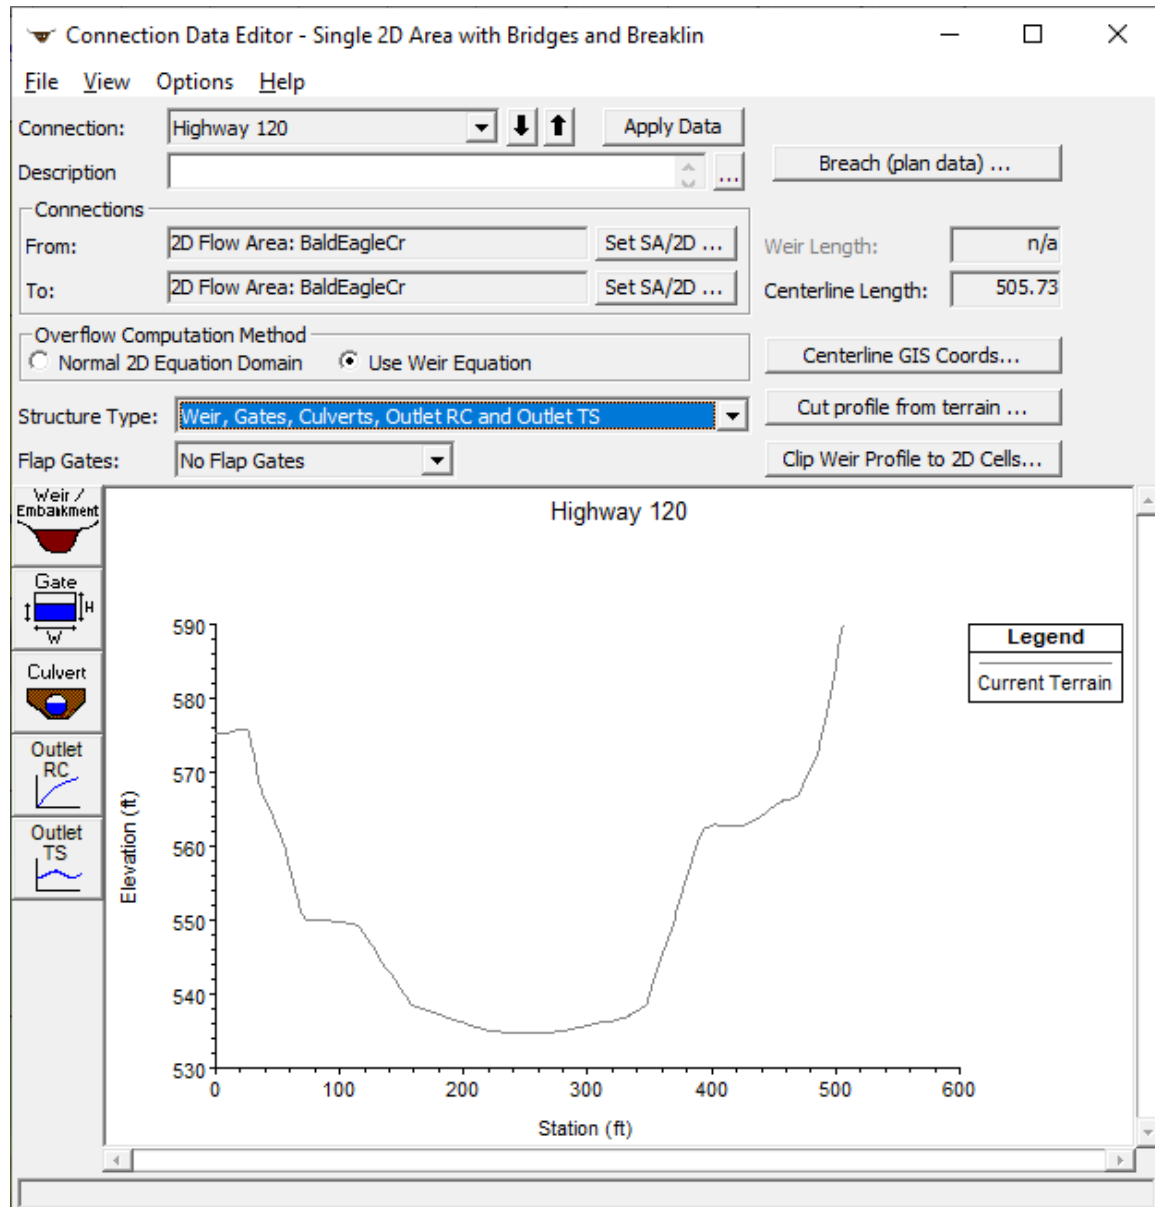 Connection Data Editor - Single 2D Area with Bridges and Breaklin
File View Options Help
Connection: Highway 120 Apply Data
Description ... Breach (plan data) ...
Connections
From: 2D Flow Area: BaldEagleCr Set SA/2D ... Weir Length: n/a
To: 2D Flow Area: BaldEagleCr Set SA/2D ... Centerline Length: 505.73
Overflow Computation Method
Normal 2D Equation Domain Use Weir Equation Centerline GIS Coords...
Structure Type: Weir, Gates, Culverts, Outlet RC and Outlet TS Cut profile from terrain ...
Flap Gates: No Flap Gates Clip Weir Profile to 2D Cells...
Weir /
Embankment
Gate
H
W
Culvert
Outlet
RC
Outlet
TS
Highway 120
Legend
Current Terrain
Elevation (ft)
590
580
570
560
550
540
530
0 100 200 300 400 500 600
Station (ft)